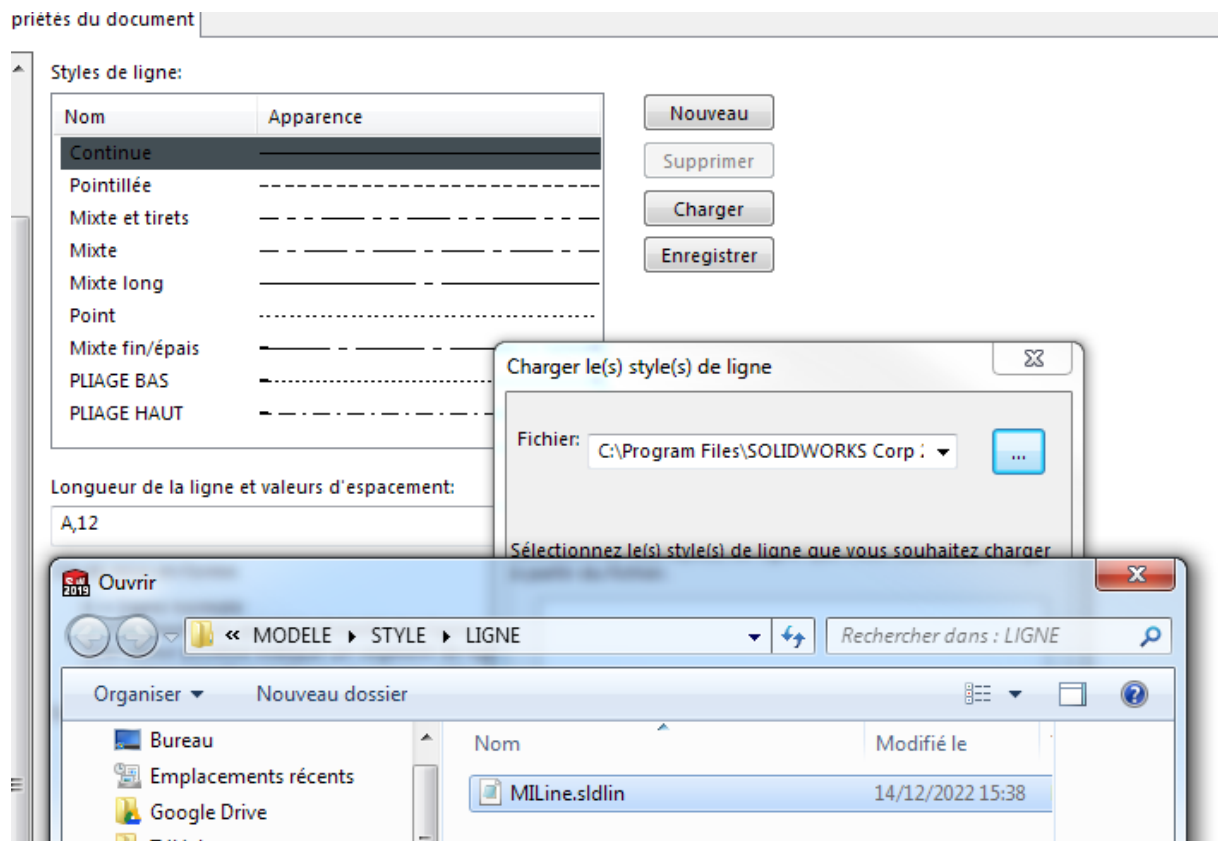 priétés du document
Styles de ligne:
Nom Apparence
Continue
Pointillée
Mixte et tirets
Mixte
Mixte long
Point
Mixte fin/épais
PLIAGE BAS
PLIAGE HAUT
Nouveau
Supprimer
Charger
Enregistrer
Longueur de la ligne et valeurs d'espacement:
A,12
Charger le(s) style(s) de ligne
Fichier: C:\Program Files\SOLIDWORKS Corp ...
Sélectionnez le(s) style(s) de ligne que vous souhaitez charger
SW 2019 Ouvrir
« MODELE ▸ STYLE ▸ LIGNE
Rechercher dans : LIGNE
Organiser Nouveau dossier
Bureau
Emplacements récents
Google Drive
Nom Modifié le
MILine.sldlin 14/12/2022 15:38